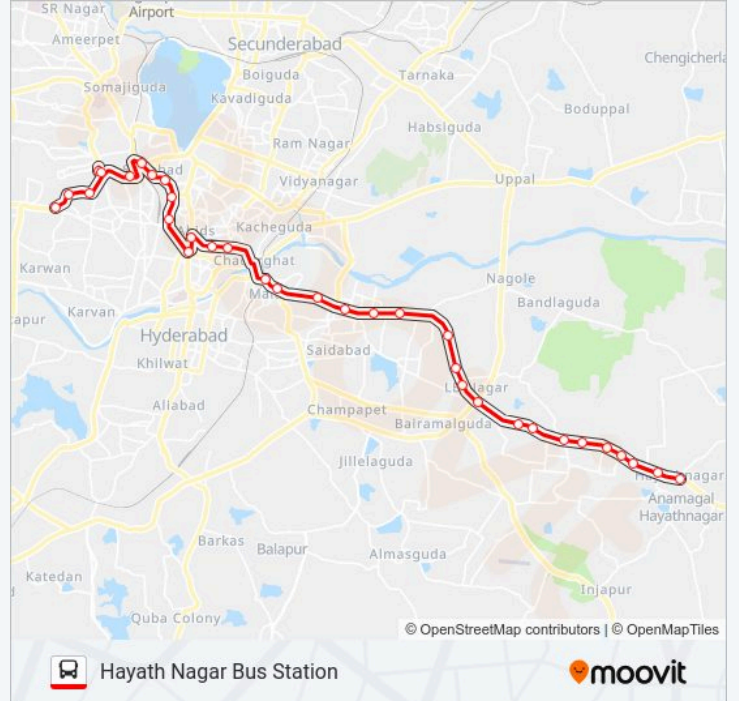 SR Nagar
Airport
Ameerpet
Secunderabad
Chengicherla
Somajiguda
Boiguda
Tarnaka
Kavadiguda
Boduppal
Habsiguda
Ram Nagar
Vidyanagar
Uppal
Kacheguda
Karwan
Nagole
Bandlaguda
Karvan
Hyderabad
Saidabad
Khilwat
Allabad
Champapet
Bairamalguda
Jillelaguda
Anamagal
Hayathnagar
Barkas
Balapur
Almasguda
Katedan
Injapur
Quba Colony
© OpenStreetMap contributors | © OpenMapTiles
Hayath Nagar Bus Station
moovit